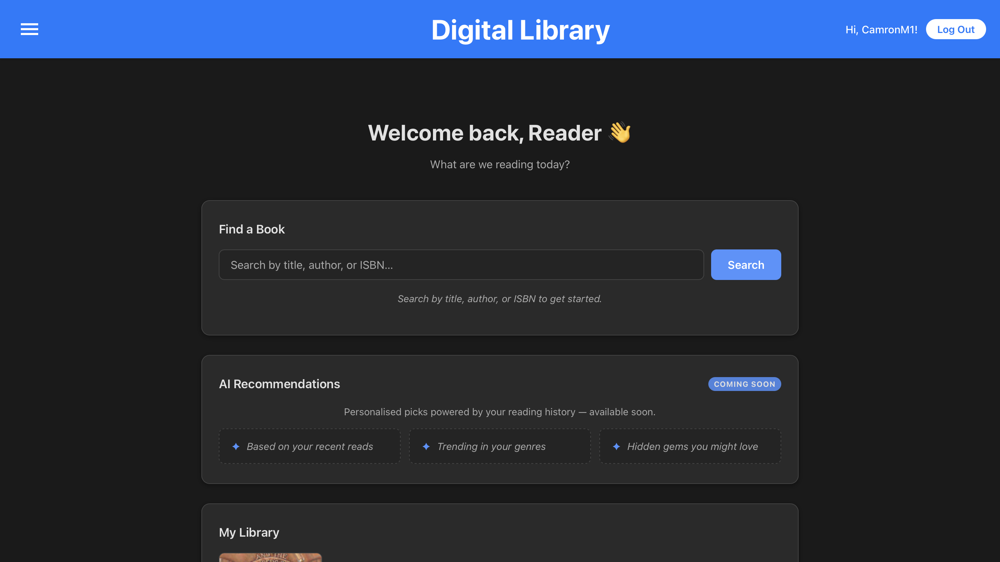 Digital Library
Hi, CamronM1!
Log Out
Welcome back, Reader 👋
What are we reading today?
Find a Book
Search by title, author, or ISBN...
Search
Search by title, author, or ISBN to get started.
AI Recommendations
COMING SOON
Personalised picks powered by your reading history — available soon.
✦ Based on your recent reads
✦ Trending in your genres
✦ Hidden gems you might love
My Library
AND THE